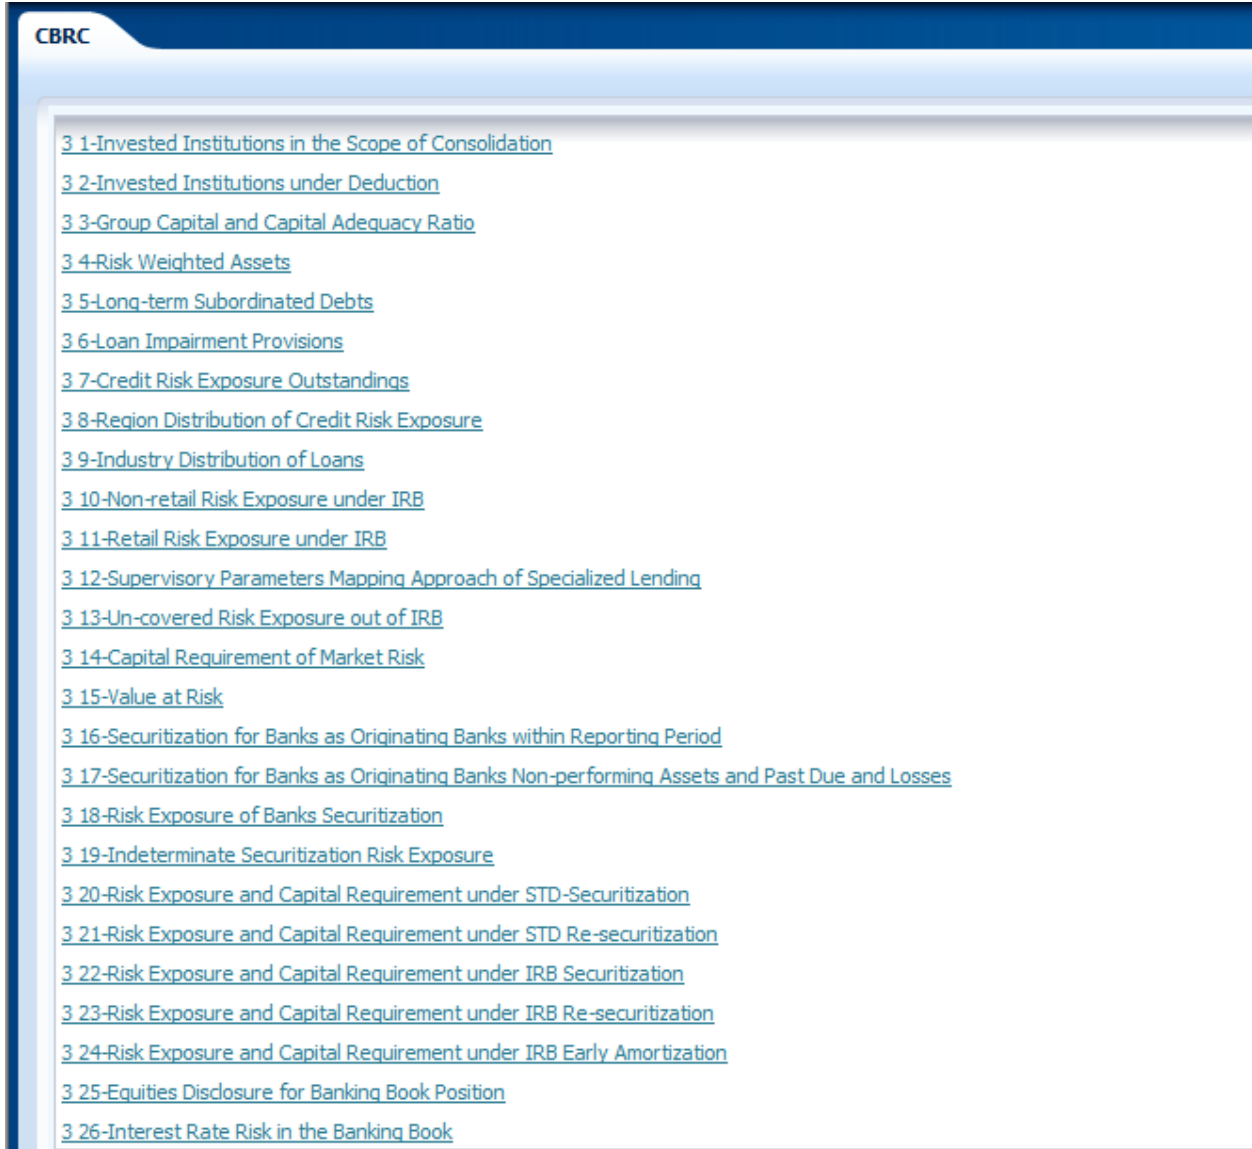 CBRC
3 1-Invested Institutions in the Scope of Consolidation
3 2-Invested Institutions under Deduction
3 3-Group Capital and Capital Adequacy Ratio
3 4-Risk Weighted Assets
3 5-Long-term Subordinated Debts
3 6-Loan Impairment Provisions
3 7-Credit Risk Exposure Outstandings
3 8-Region Distribution of Credit Risk Exposure
3 9-Industry Distribution of Loans
3 10-Non-retail Risk Exposure under IRB
3 11-Retail Risk Exposure under IRB
3 12-Supervisory Parameters Mapping Approach of Specialized Lending
3 13-Un-covered Risk Exposure out of IRB
3 14-Capital Requirement of Market Risk
3 15-Value at Risk
3 16-Securitization for Banks as Originating Banks within Reporting Period
3 17-Securitization for Banks as Originating Banks Non-performing Assets and Past Due and Losses
3 18-Risk Exposure of Banks Securitization
3 19-Indeterminate Securitization Risk Exposure
3 20-Risk Exposure and Capital Requirement under STD-Securitization
3 21-Risk Exposure and Capital Requirement under STD Re-securitization
3 22-Risk Exposure and Capital Requirement under IRB Securitization
3 23-Risk Exposure and Capital Requirement under IRB Re-securitization
3 24-Risk Exposure and Capital Requirement under IRB Early Amortization
3 25-Equities Disclosure for Banking Book Position
3 26-Interest Rate Risk in the Banking Book